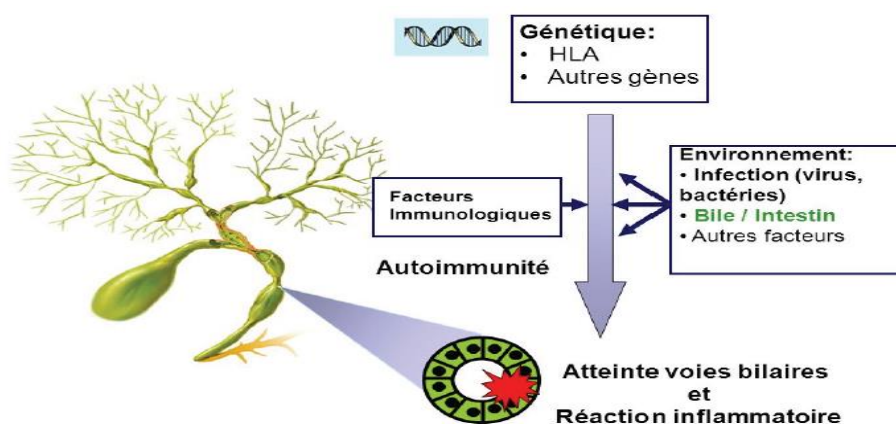 Génétique:
• HLA
• Autres gènes
Environnement:
• Infection (virus,
bactéries)
• Bile / Intestin
• Autres facteurs
Facteurs
Immunologiques
Autoimmunité
Atteinte voies bilaires
et
Réaction inflammatoire